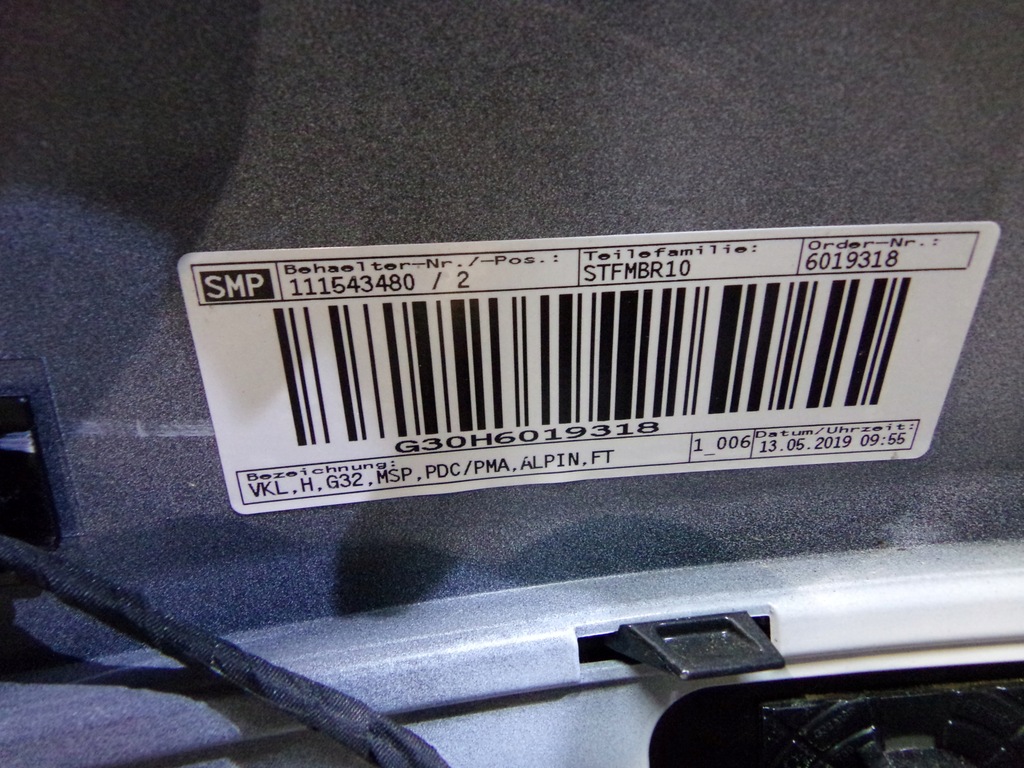 SMP
Behaelter-Nr./-Pos.:
111543480 / 2
Teilefamilie:
STFMBR10
Order-Nr.:
6019318
G30H6019318
Bezeichnung:
VKL,H,G32,MSP,PDC/PMA,ALPIN,FT
1_006
Datum/Uhrzeit:
13.05.2019 09:55